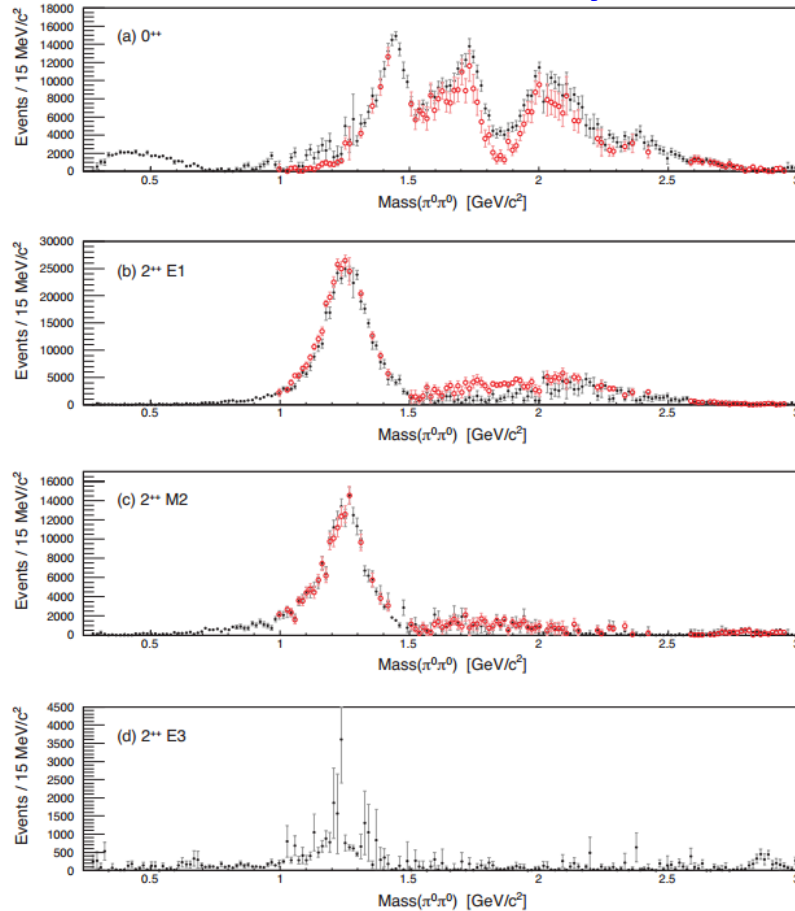 18000
16000
14000
12000
10000
8000
6000
4000
2000
0
Events / 15 MeV/c²
(a) 0⁺⁺
0.5 1 1.5 2 2.5 3
Mass(π⁰π⁰) [GeV/c²]
30000
25000
20000
15000
10000
5000
0
Events / 15 MeV/c²
(b) 2⁺⁺ E1
0.5 1 1.5 2 2.5 3
Mass(π⁰π⁰) [GeV/c²]
16000
14000
12000
10000
8000
6000
4000
2000
0
Events / 15 MeV/c²
(c) 2⁺⁺ M2
0.5 1 1.5 2 2.5 3
Mass(π⁰π⁰) [GeV/c²]
4500
4000
3500
3000
2500
2000
1500
1000
500
0
Events / 15 MeV/c²
(d) 2⁺⁺ E3
0.5 1 1.5 2 2.5 3
Mass(π⁰π⁰) [GeV/c²]